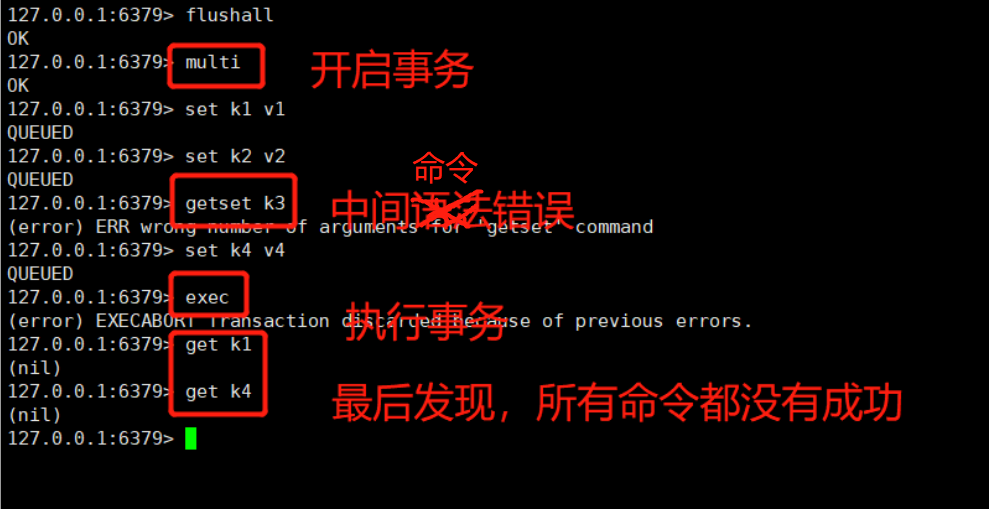 127.0.0.1:6379> flushall
OK
127.0.0.1:6379> multi 开启事务
OK
127.0.0.1:6379> set k1 v1
QUEUED
127.0.0.1:6379> set k2 v2
命令
QUEUED
127.0.0.1:6379> getset k3 中间语法错误
(error) ERR wrong number of arguments for 'getset' command
127.0.0.1:6379> set k4 v4
QUEUED
127.0.0.1:6379> exec
(error) EXECABORT Transaction discarded because of previous errors.
执行事务
127.0.0.1:6379> get k1
(nil)
127.0.0.1:6379> get k4 最后发现，所有命令都没有成功
(nil)
127.0.0.1:6379>